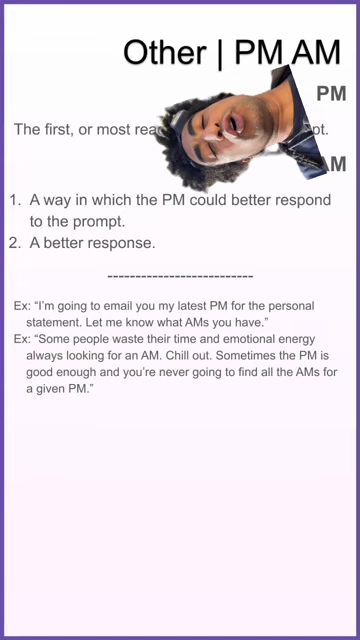 Other | PM AM
PM
The first, or most pt.
AM
1. A way in which the PM could better respond
to the prompt.
2. A better response.
--------------------------
Ex: “I’m going to email you my latest PM for the personal
statement. Let me know what AMs you have.”
Ex: “Some people waste their time and emotional energy
always looking for an AM. Chill out. Sometimes the PM is
good enough and you’re never going to find all the AMs for
a given PM.”